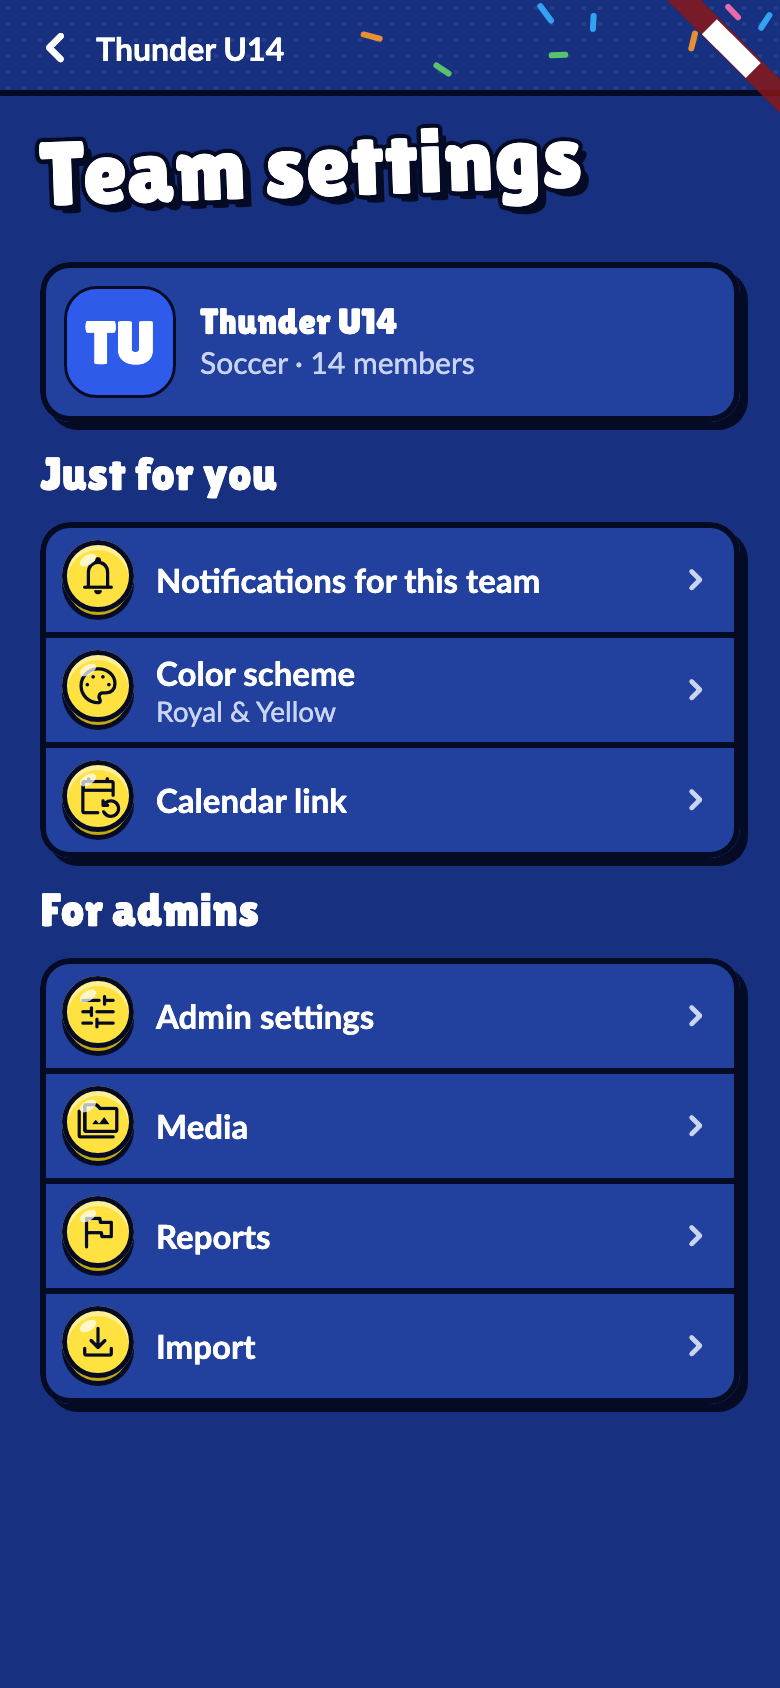 Thunder U14
Team settings
TU
Thunder U14
Soccer · 14 members
Just for you
Notifications for this team
Color scheme
Royal & Yellow
Calendar link
For admins
Admin settings
Media
Reports
Import